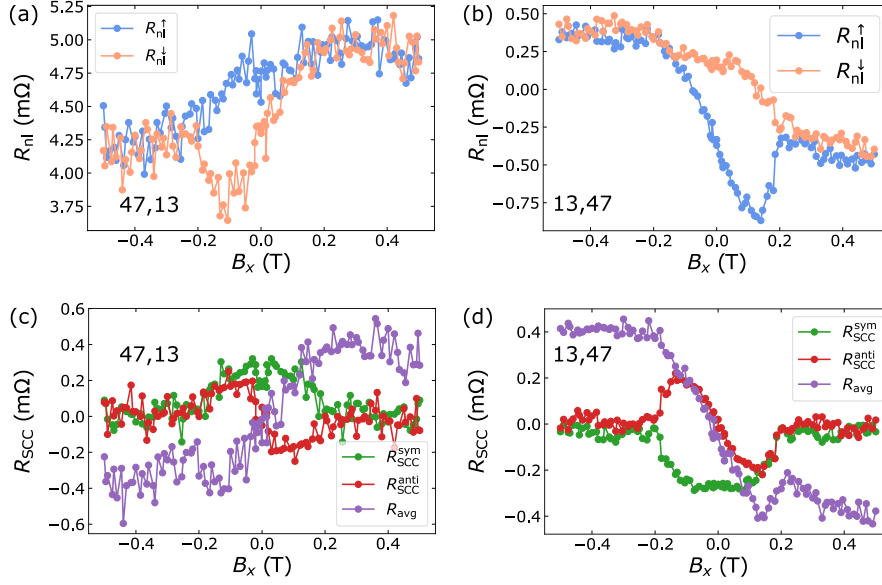 (a)
R_nl^↑
R_nl^↓
R_nl (mΩ)
5.25
5.00
4.75
4.50
4.25
4.00
3.75
47,13
−0.4 −0.2 0.0 0.2 0.4
B_x (T)
(b)
R_nl^↑
R_nl^↓
R_nl (mΩ)
0.50
0.25
0.00
−0.25
−0.50
−0.75
13,47
−0.4 −0.2 0.0 0.2 0.4
B_x (T)
(c)
47,13
R_SCC (mΩ)
0.6
0.4
0.2
0.0
−0.2
−0.4
−0.6
R_SCC^sym
R_SCC^anti
R_avg
−0.4 −0.2 0.0 0.2 0.4
B_x (T)
(d)
13,47
R_SCC^sym
R_SCC^anti
R_avg
0.4
0.2
0.0
−0.2
−0.4
−0.4 −0.2 0.0 0.2 0.4
B_x (T)